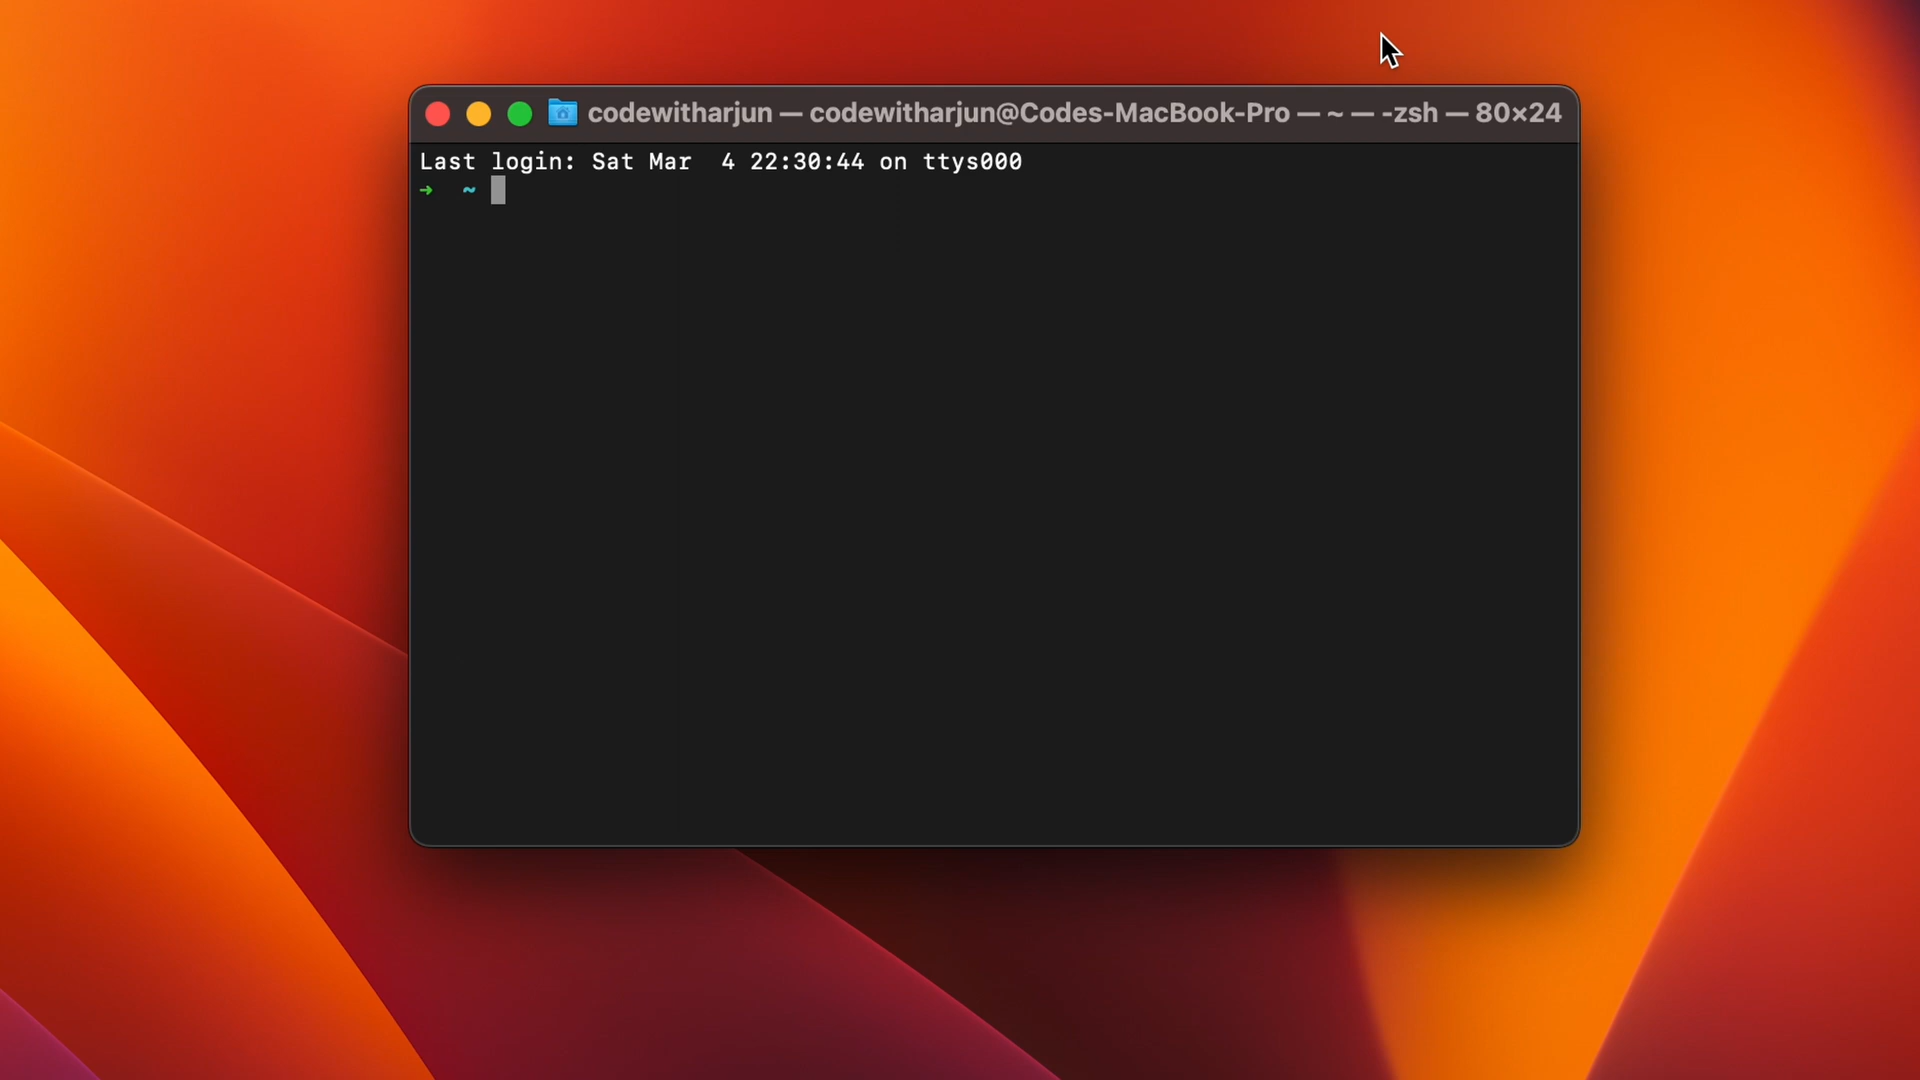 codewitharjun — codewitharjun@Codes-MacBook-Pro — ~ — -zsh — 80×24
Last login: Sat Mar  4 22:30:44 on ttys000
➜  ~